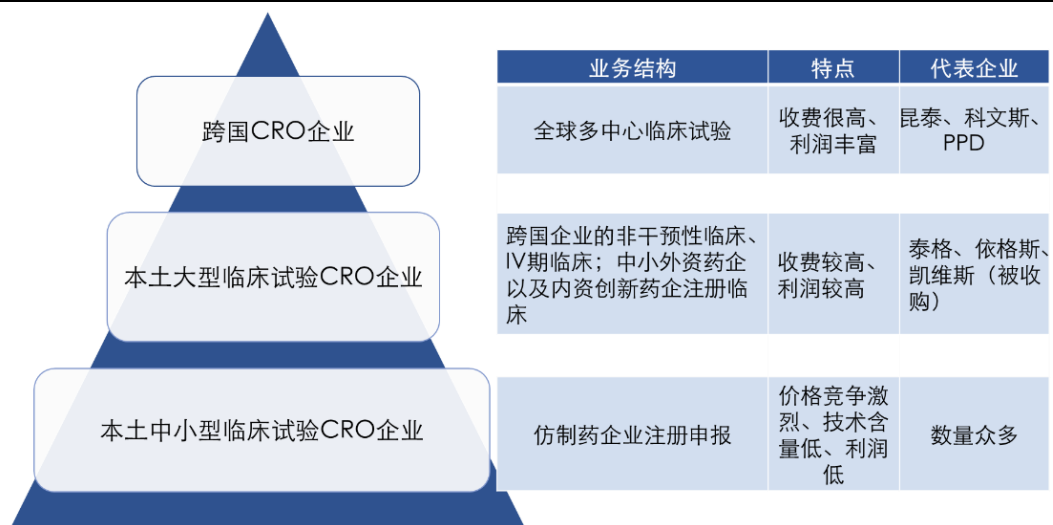 业务结构 特点 代表企业
跨国CRO企业
全球多中心临床试验
收费很高、
利润丰富
昆泰、科文斯、
PPD
本土大型临床试验CRO企业
跨国企业的非干预性临床、
IV期临床；中小外资药企
以及内资创新药企注册临
床
收费较高、
利润较高
泰格、依格斯、
凯维斯（被收
购）
本土中小型临床试验CRO企业
仿制药企业注册申报
价格竞争激
烈、技术含
量低、利润
低
数量众多